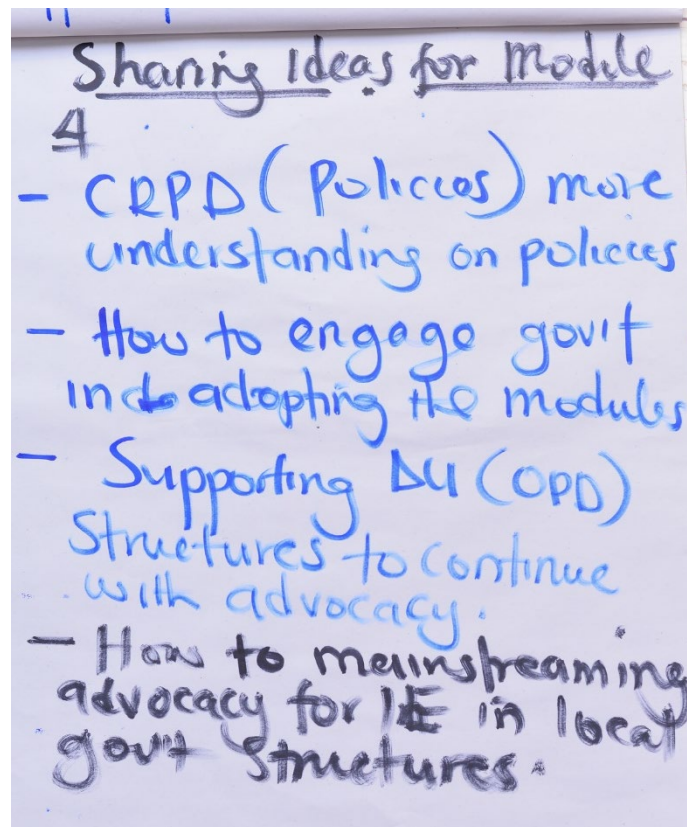 Sharing Ideas for Module
4
- CRPD (Policies) more
understanding on policies
- How to engage gov't
in adopting the modules
- Supporting DU (OPD)
Structures to continue
with advocacy.
- How to mainstreaming
advocacy for IE in local
gov't structures.